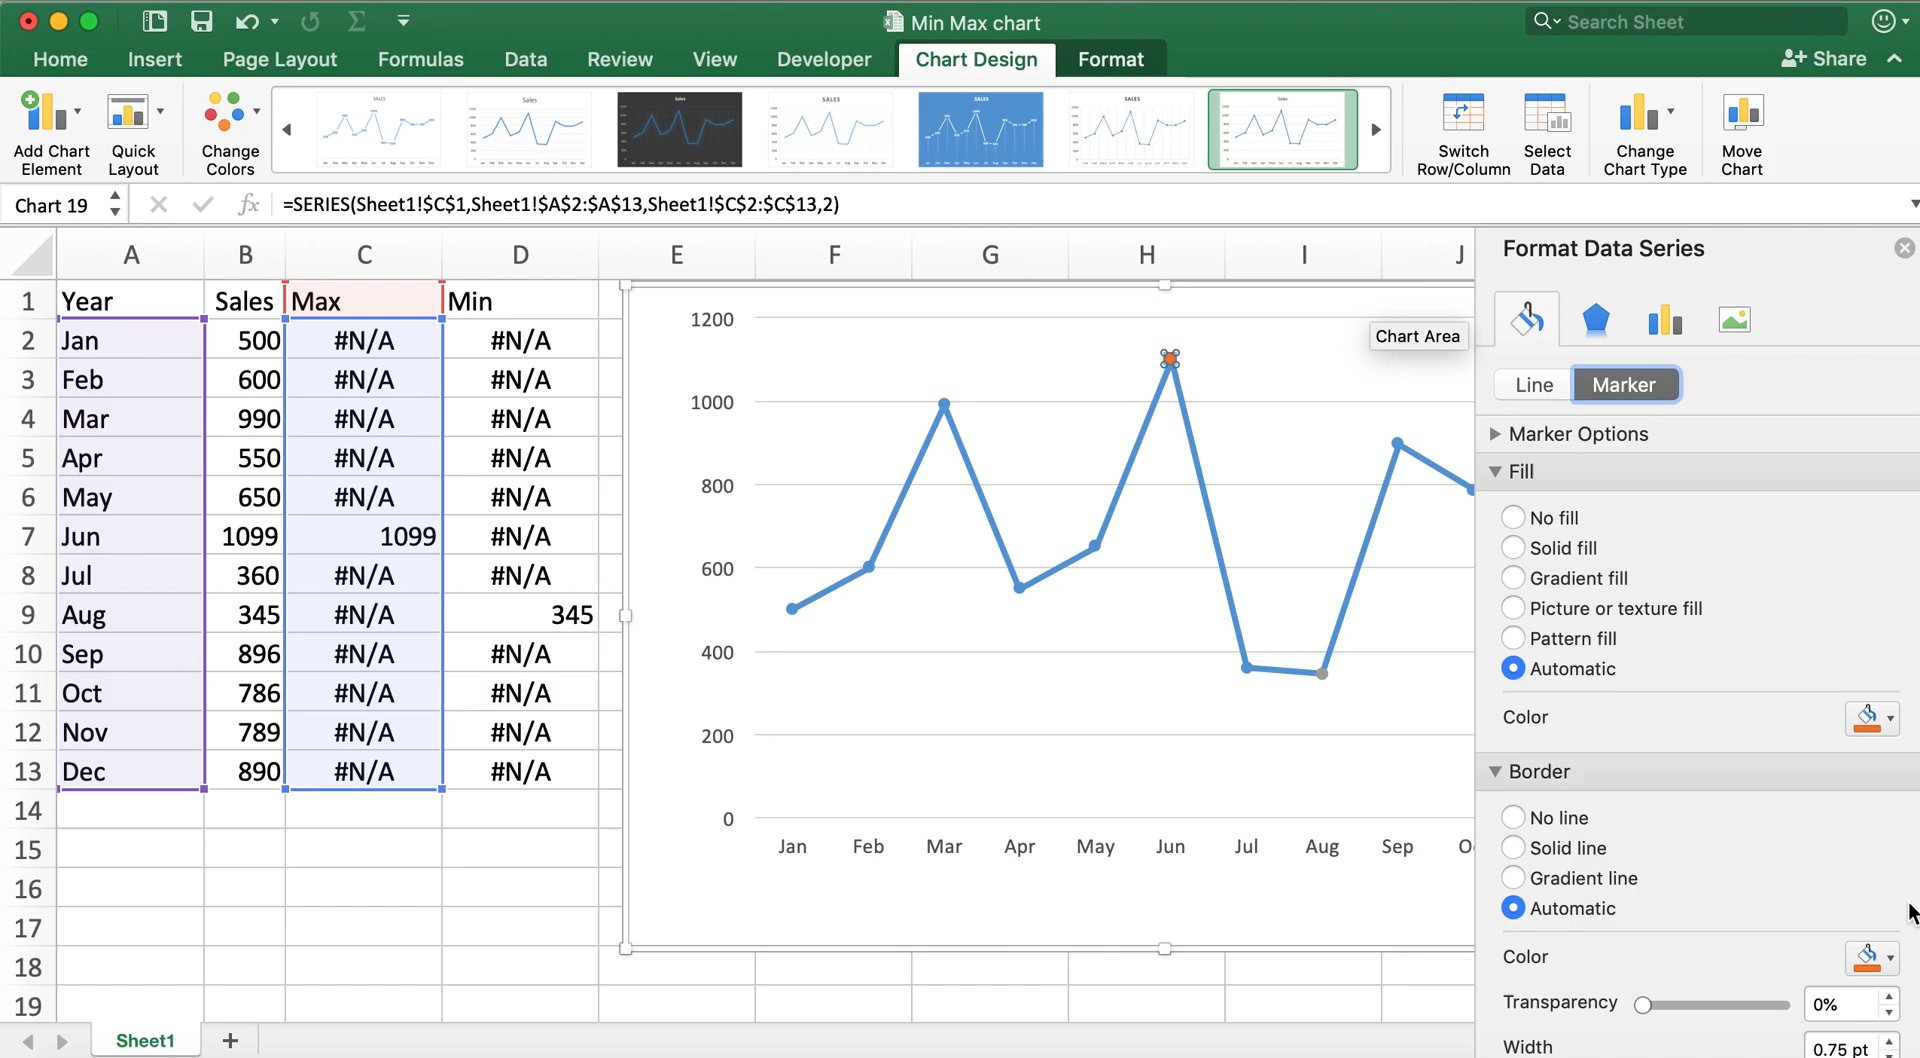 Min Max chart
Search Sheet
Home Insert Page Layout Formulas Data Review View Developer Chart Design Format Share
Add Chart Element
Quick Layout
Change Colors
SALES
Sales
Sales
SALES
SALES
SALES
Sales
Switch Row/Column
Select Data
Change Chart Type
Move Chart
Chart 19 fx =SERIES(Sheet1!$C$1,Sheet1!$A$2:$A$13,Sheet1!$C$2:$C$13,2)
A B C D E F G H I J
1 Year Sales Max Min
2 Jan 500 #N/A #N/A
3 Feb 600 #N/A #N/A
4 Mar 990 #N/A #N/A
5 Apr 550 #N/A #N/A
6 May 650 #N/A #N/A
7 Jun 1099 1099 #N/A
8 Jul 360 #N/A #N/A
9 Aug 345 #N/A 345
10 Sep 896 #N/A #N/A
11 Oct 786 #N/A #N/A
12 Nov 789 #N/A #N/A
13 Dec 890 #N/A #N/A
14
15
16
17
18
19
1200
1000
800
600
400
200
0
Jan Feb Mar Apr May Jun Jul Aug Sep
Chart Area
Format Data Series
Line Marker
Marker Options
Fill
No fill
Solid fill
Gradient fill
Picture or texture fill
Pattern fill
Automatic
Color
Border
No line
Solid line
Gradient line
Automatic
Color
Transparency 0%
Width 0.75 pt
Sheet1 +